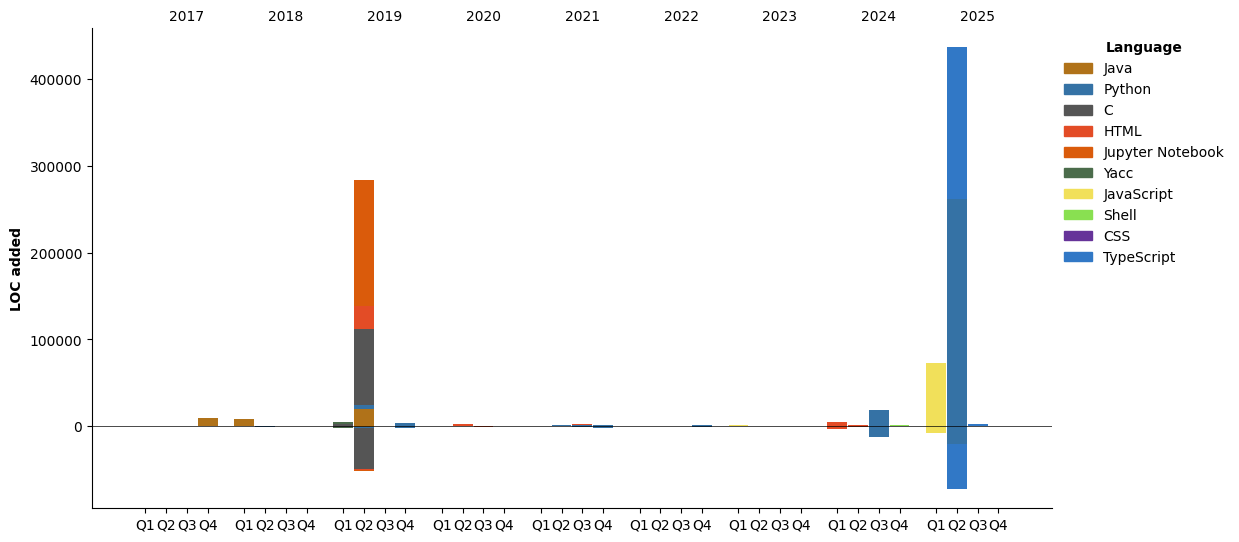 2017 2018 2019 2020 2021 2022 2023 2024 2025
Language
Java
Python
C
HTML
Jupyter Notebook
Yacc
JavaScript
Shell
CSS
TypeScript
LOC added
400000
300000
200000
100000
0
Q1 Q2 Q3 Q4 Q1 Q2 Q3 Q4 Q1 Q2 Q3 Q4 Q1 Q2 Q3 Q4 Q1 Q2 Q3 Q4 Q1 Q2 Q3 Q4 Q1 Q2 Q3 Q4 Q1 Q2 Q3 Q4 Q1 Q2 Q3 Q4